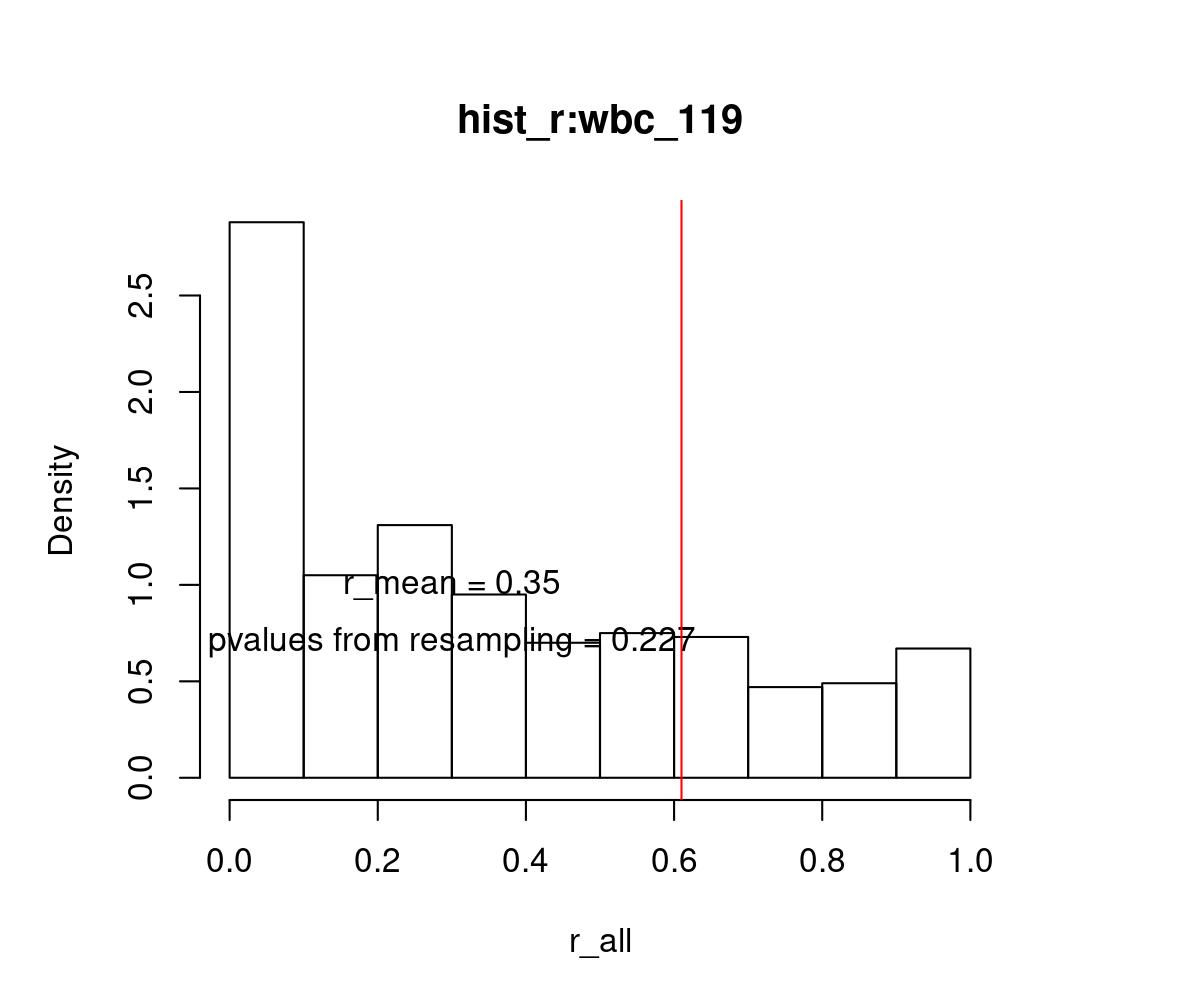 hist_r:wbc_119
Density
2.5
2.0
1.5
1.0
0.5
0.0
r_mean = 0.35
pvalues from resampling = 0.227
0.0 0.2 0.4 0.6 0.8 1.0
r_all